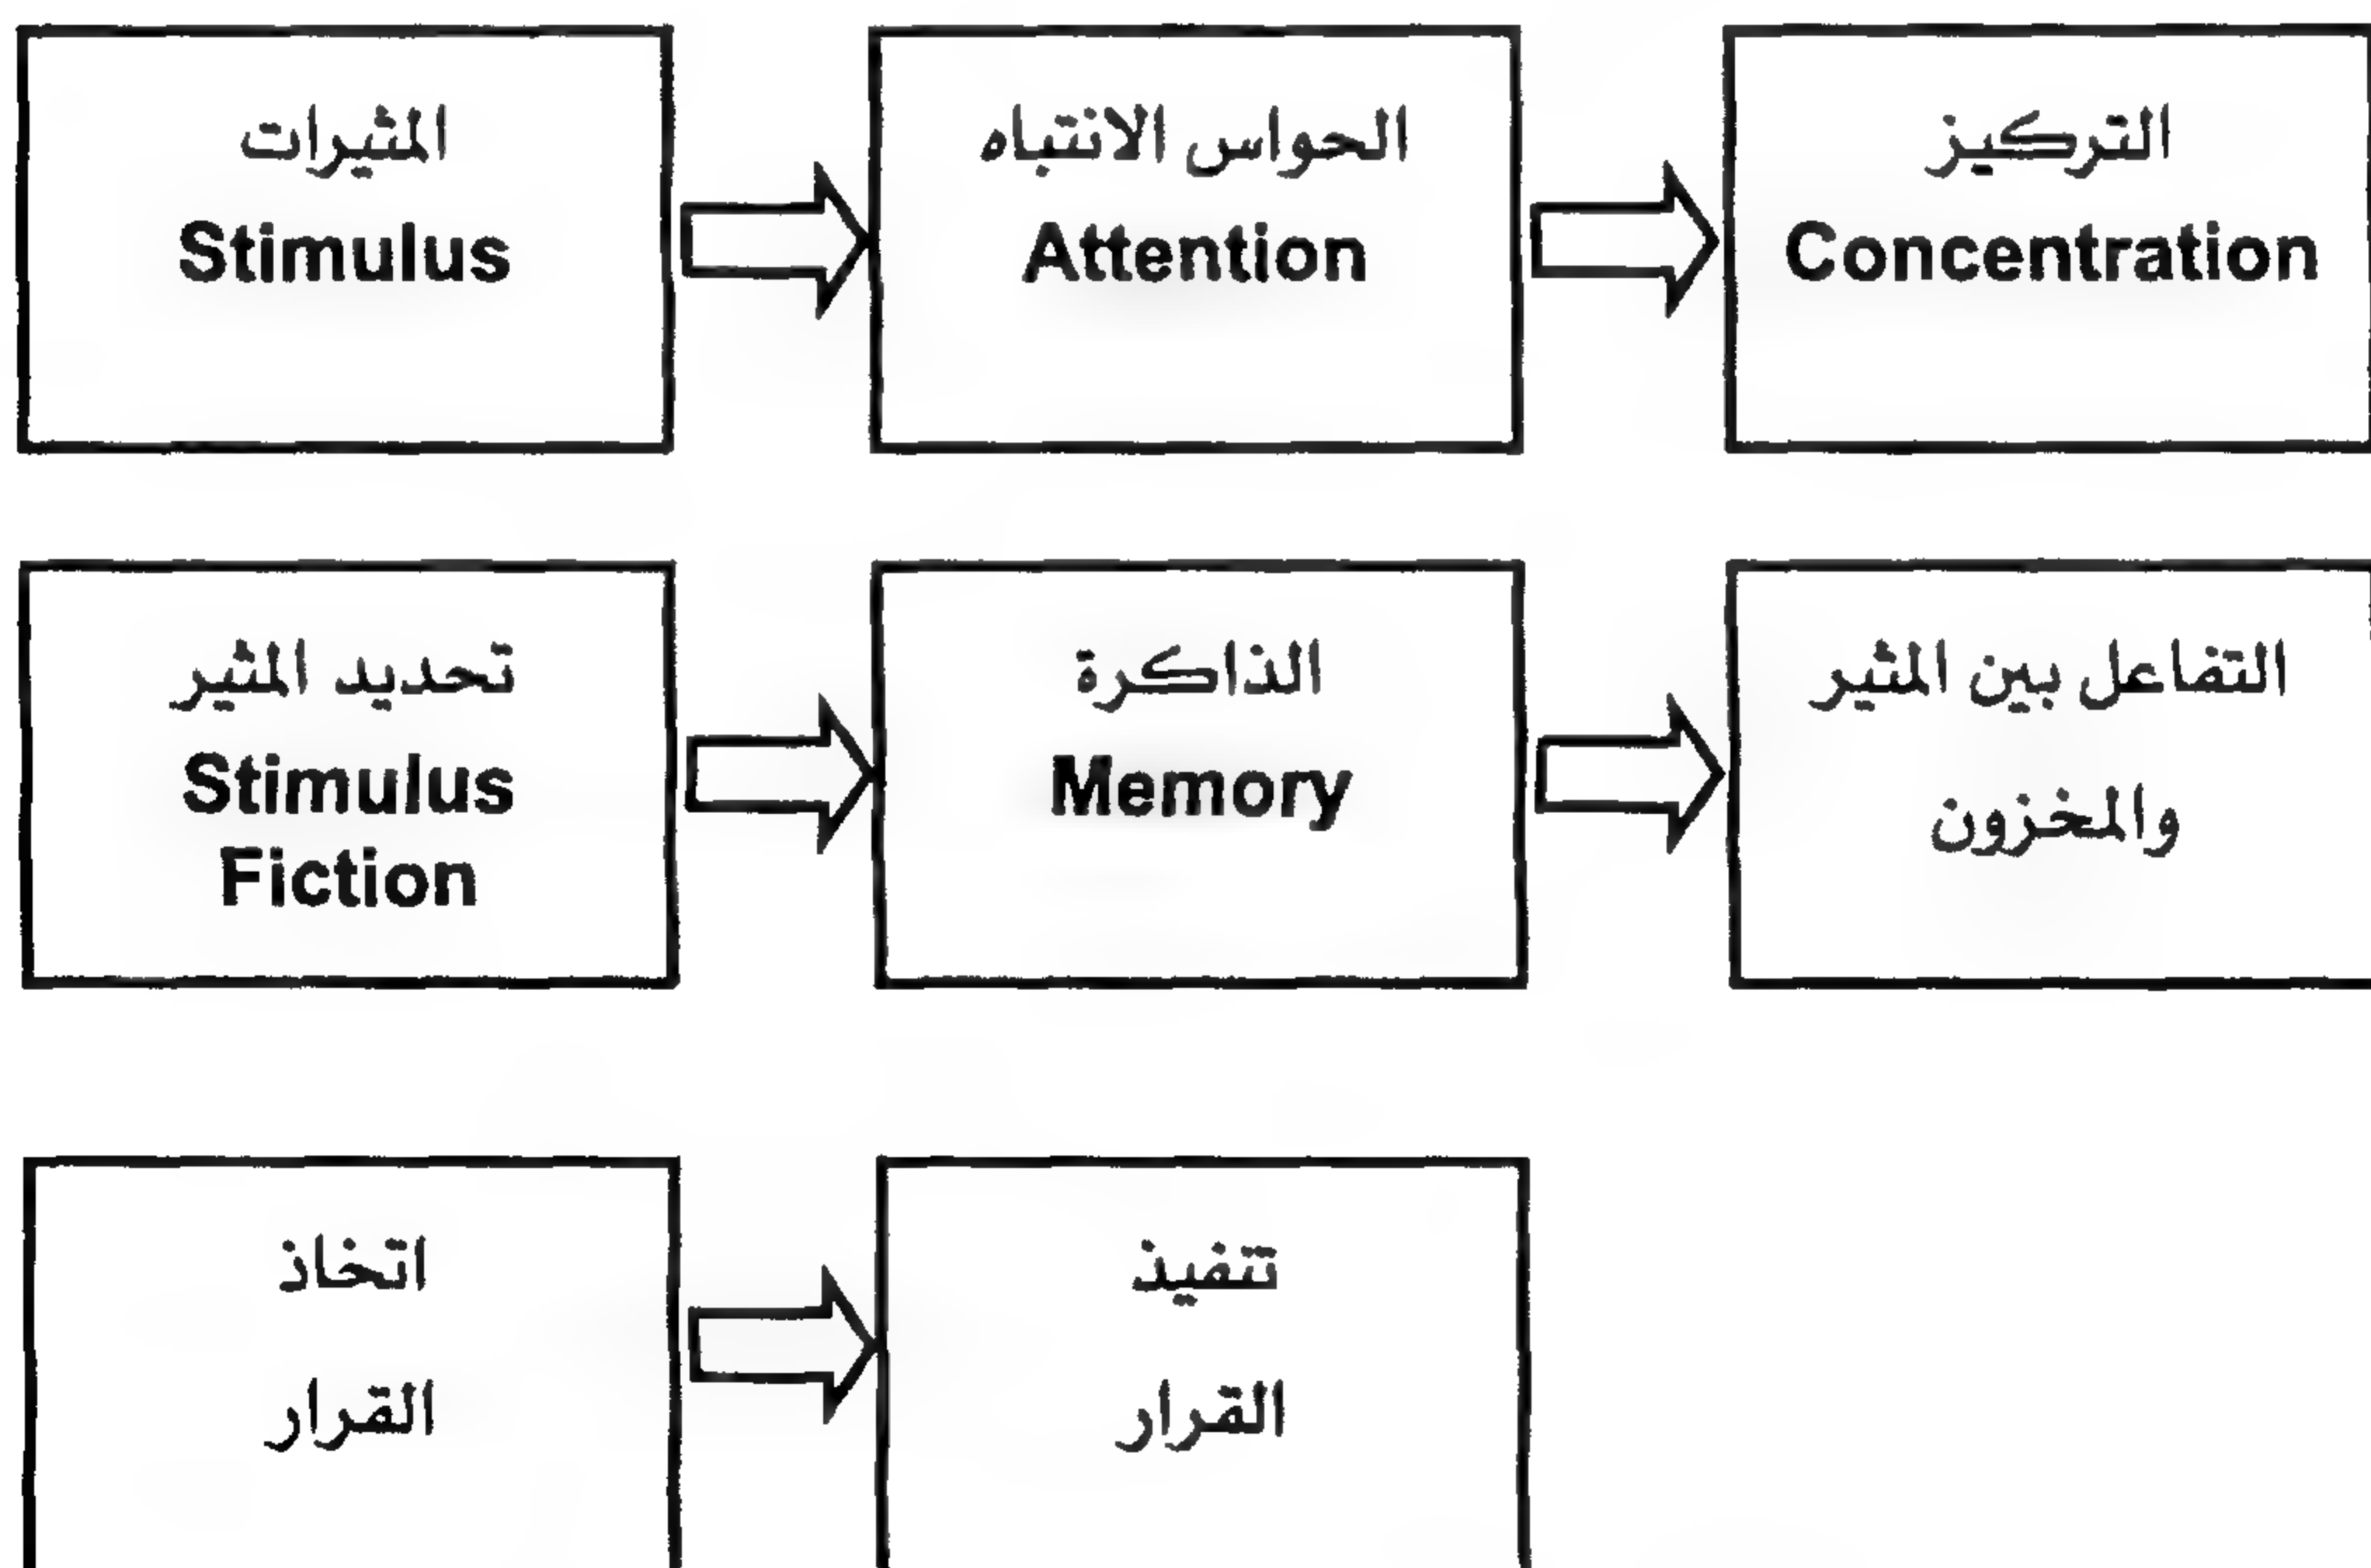 المثيرات
Stimulus
الحواس الانتباه
Attention
التركيز
Concentration
تحديد المثير
Stimulus
Fiction
الذاكرة
Memory
التفاعل بين المثير
والمخزون
اتخاذ
القرار
تنفيذ
القرار